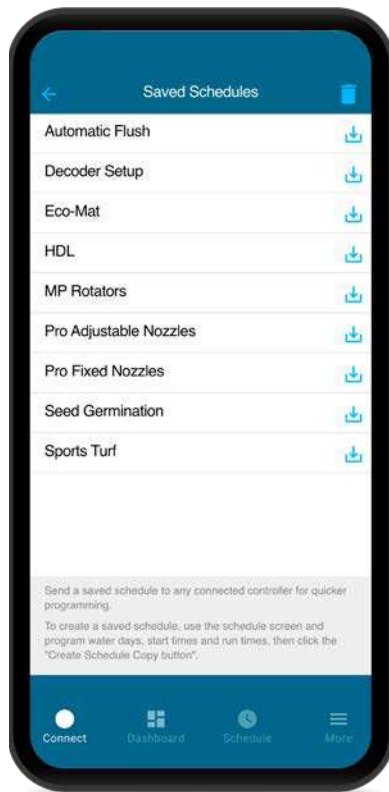 Saved Schedules
Automatic Flush
Decoder Setup
Eco-Mat
HDL
MP Rotators
Pro Adjustable Nozzles
Pro Fixed Nozzles
Seed Germination
Sports Turf
Send a saved schedule to any connected controller for quicker
programming.
To create a saved schedule, use the schedule screen and
program water days, start times and run times, then click the
"Create Schedule Copy button".
Connect Dashboard Schedule More